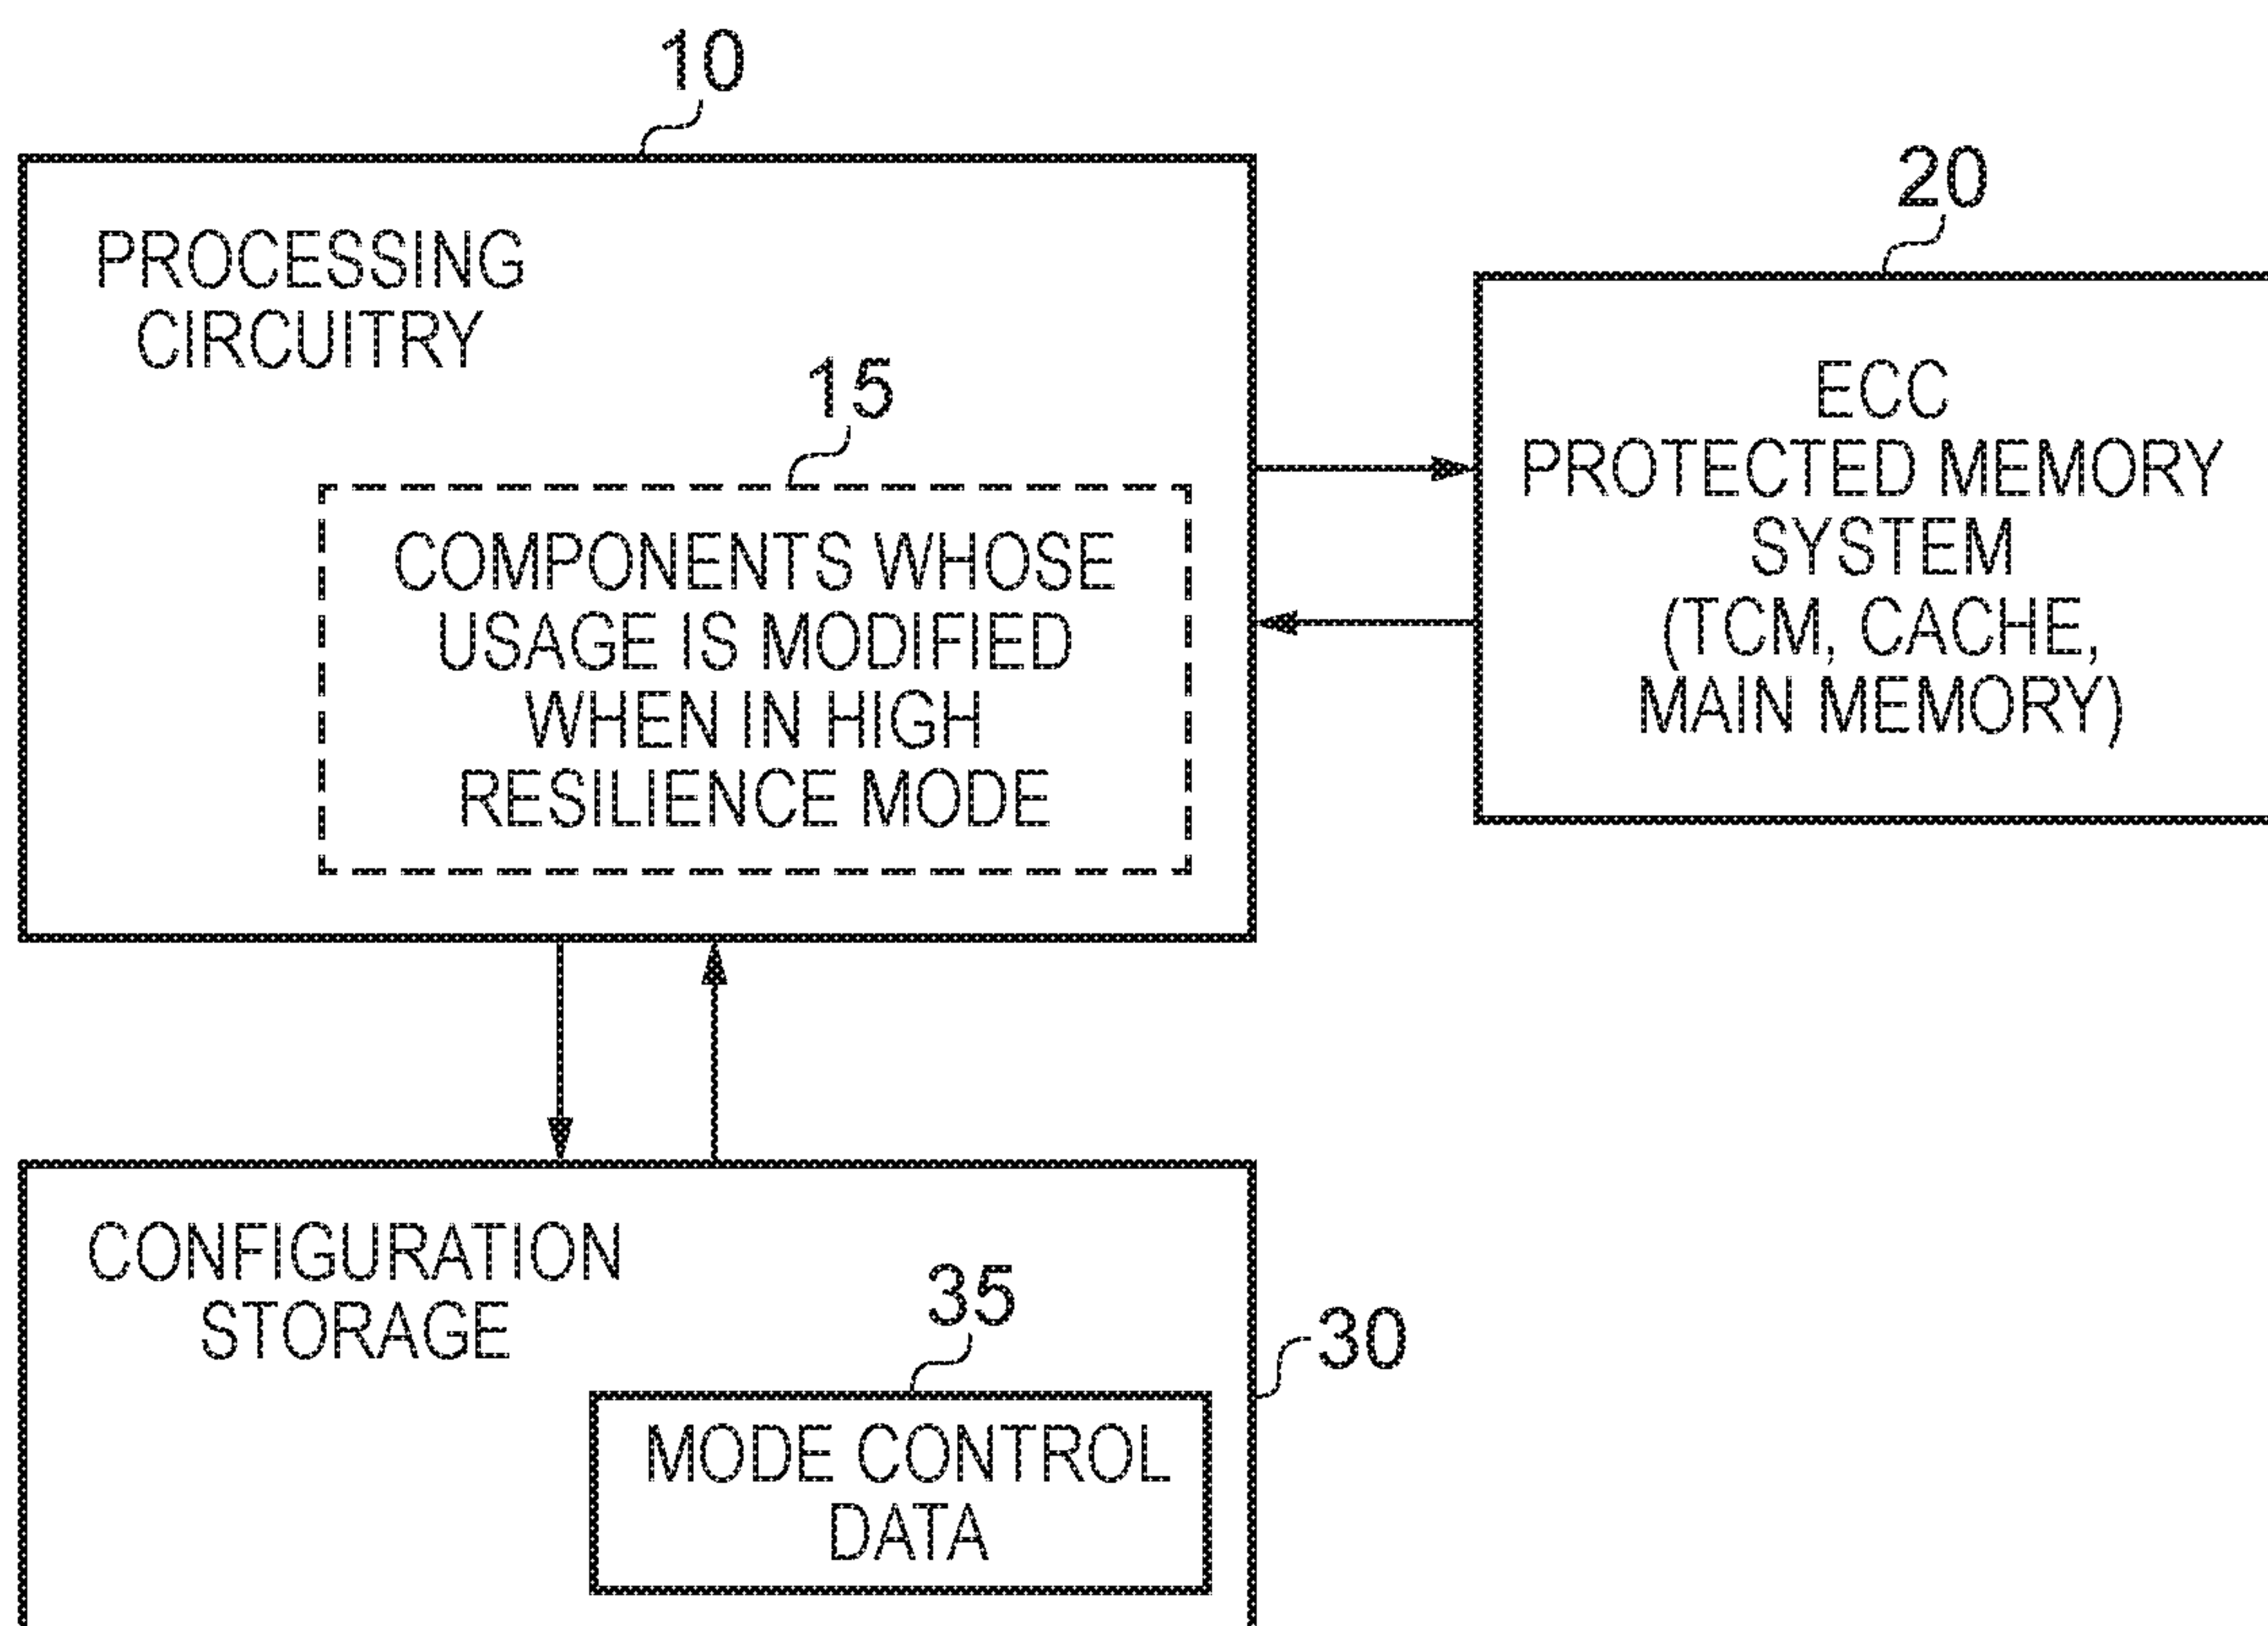 10
PROCESSING
CIRCUITRY
15
COMPONENTS WHOSE
USAGE IS MODIFIED
WHEN IN HIGH
RESILIENCE MODE
20
ECC
PROTECTED MEMORY
SYSTEM
(TCM, CACHE,
MAIN MEMORY)
CONFIGURATION
STORAGE
35
30
MODE CONTROL
DATA